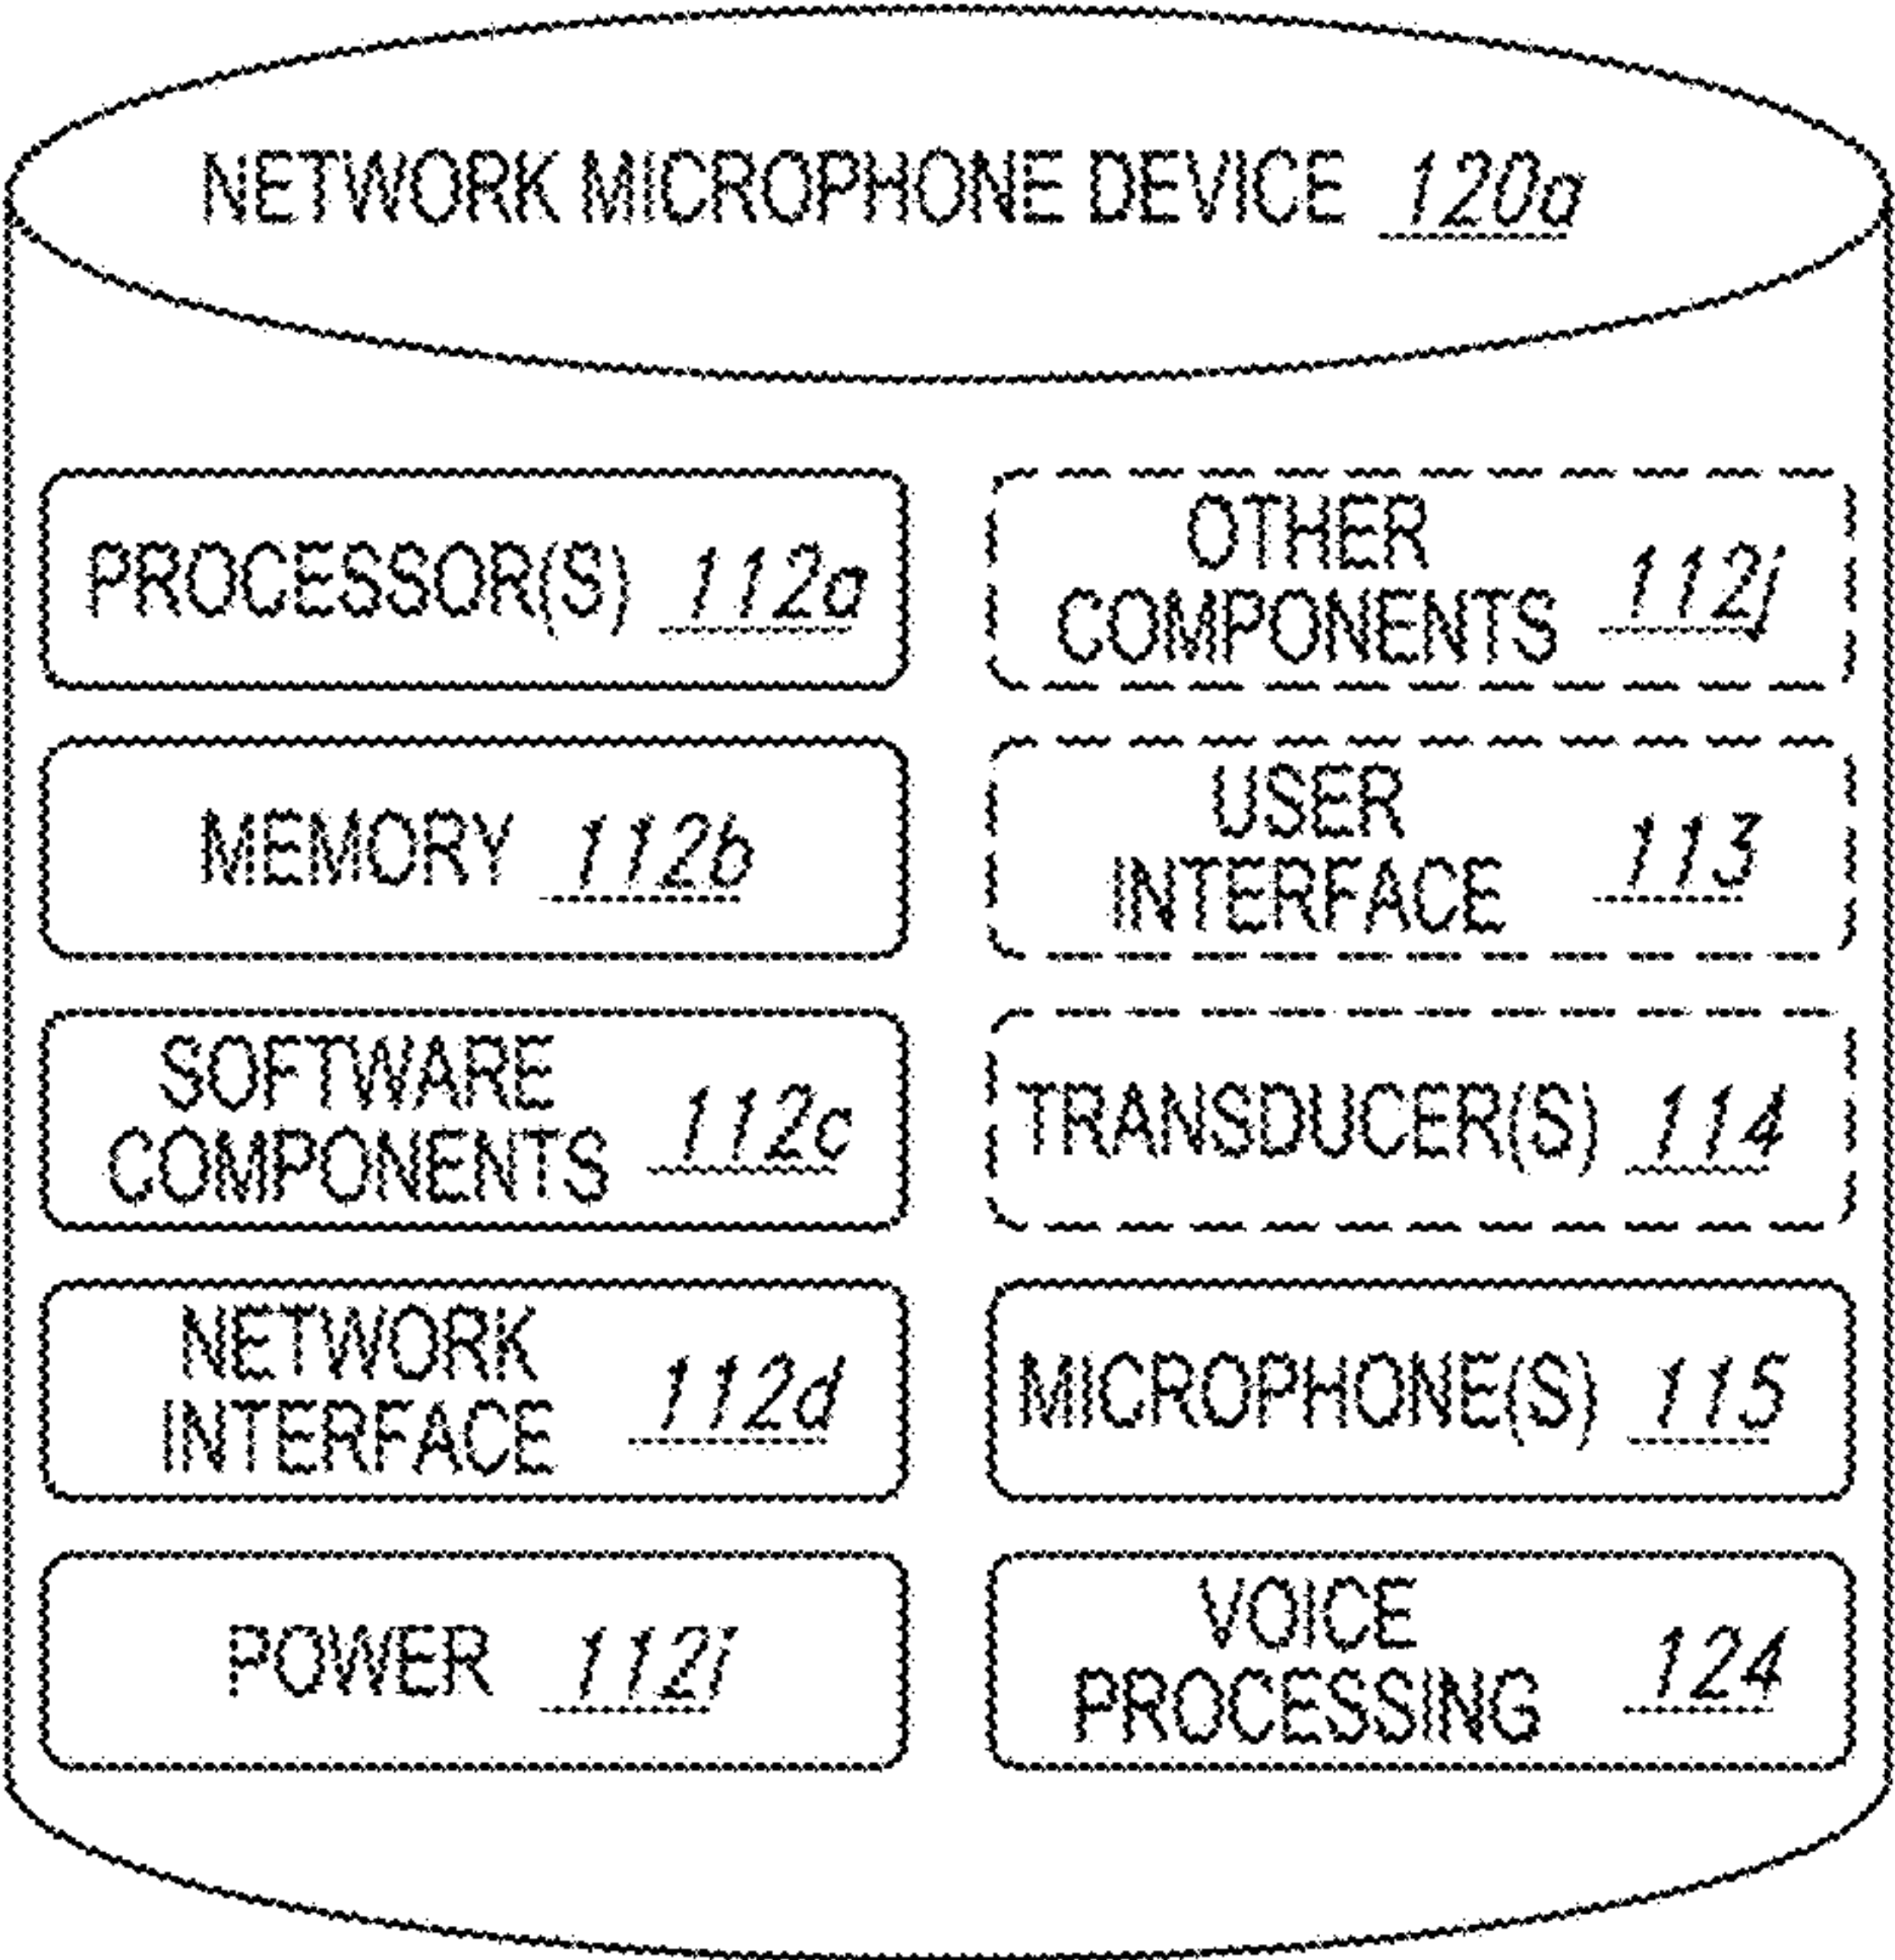 NETWORK MICROPHONE DEVICE 120a
PROCESSOR(S) 112a
OTHER
COMPONENTS 112j
MEMORY 112b
USER
INTERFACE 113
SOFTWARE
COMPONENTS 112c
TRANSDUCER(S) 114
NETWORK
INTERFACE 112d
MICROPHONE(S) 115
POWER 112i
VOICE
PROCESSING 124